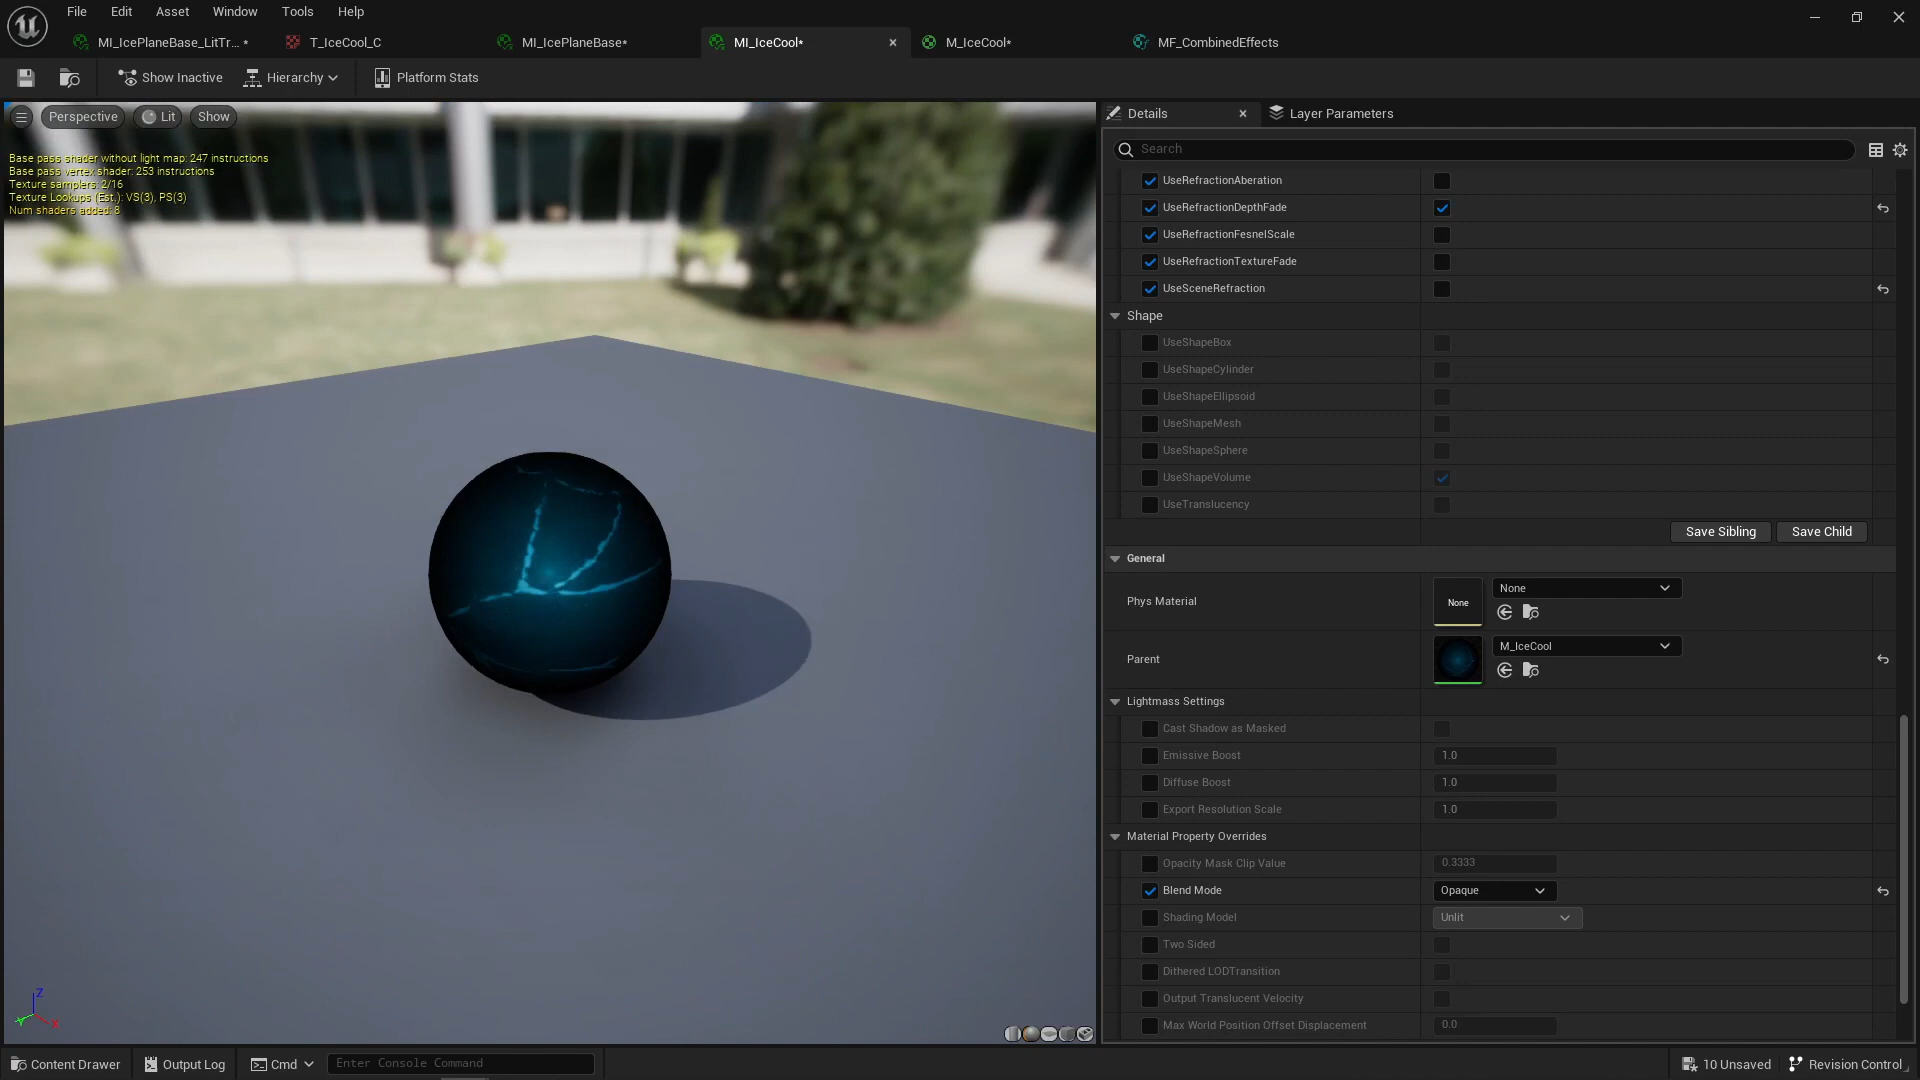 File Edit Asset Window Tools Help
MI_IcePlaneBase_LitTr... *
T_IceCool_C
MI_IcePlaneBase*
MI_IceCool*
M_IceCool*
MF_CombinedEffects
Show Inactive
Hierarchy
Platform Stats
Perspective
Lit
Show
Base pass shader without light map: 247 instructions
Base pass vertex shader: 253 instructions
Texture samplers: 2/16
Texture Lookups (Est.): VS(3), PS(3)
Num shaders added: 8
Z
Y
X
Details
Layer Parameters
Search
UseRefractionAberation
UseRefractionDepthFade
UseRefractionFesnelScale
UseRefractionTextureFade
UseSceneRefraction
Shape
UseShapeBox
UseShapeCylinder
UseShapeEllipsoid
UseShapeMesh
UseShapeSphere
UseShapeVolume
UseTranslucency
Save Sibling
Save Child
General
Phys Material
None
None
Parent
M_IceCool
Lightmass Settings
Cast Shadow as Masked
Emissive Boost 1.0
Diffuse Boost 1.0
Export Resolution Scale 1.0
Material Property Overrides
Opacity Mask Clip Value 0.3333
Blend Mode Opaque
Shading Model Unlit
Two Sided
Dithered LODTransition
Output Translucent Velocity
Max World Position Offset Displacement 0.0
Content Drawer
Output Log
Cmd
Enter Console Command
10 Unsaved
Revision Control